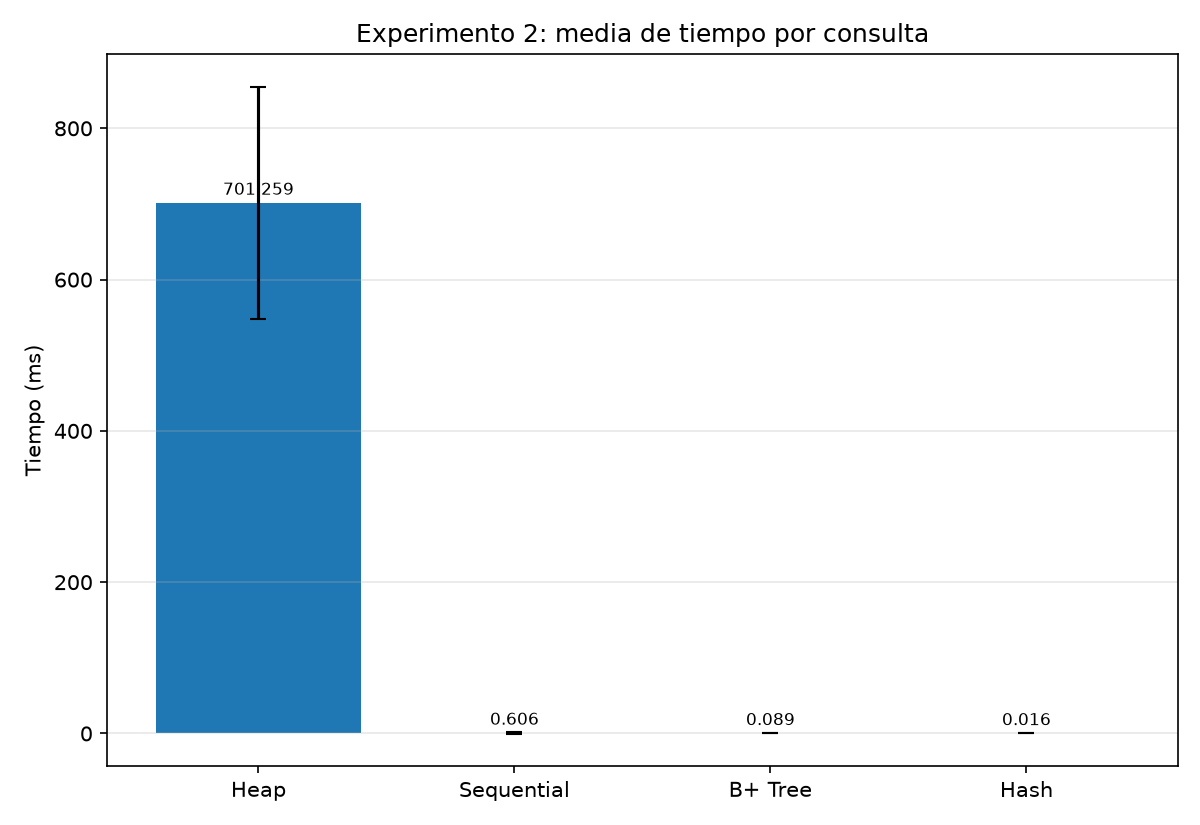 Experimento 2: media de tiempo por consulta
Tiempo (ms)
800
600
400
200
0
701.259
0.606
0.089
0.016
Heap
Sequential
B+ Tree
Hash